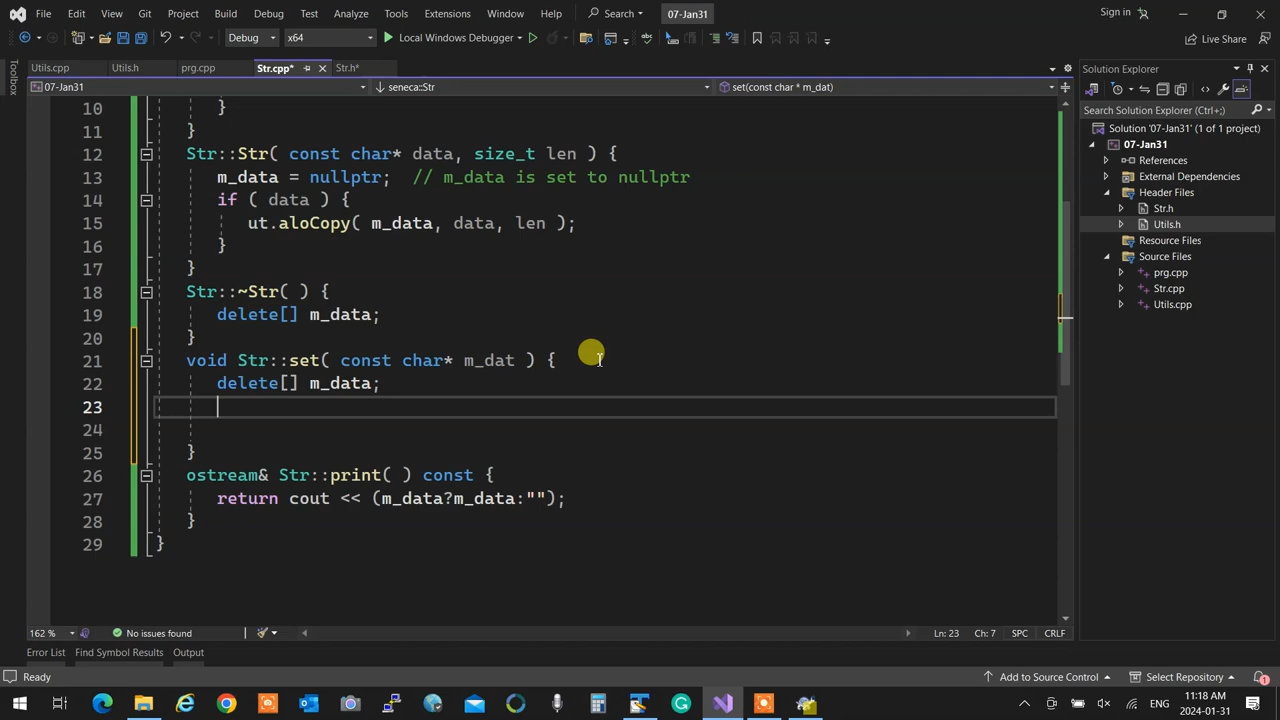 File Edit View Git Project Build Debug Test Analyze Tools Extensions Window Help Search 07-Jan31 Sign in
Debug x64 Local Windows Debugger Live Share
Toolbox
Utils.cpp Utils.h prg.cpp Str.cpp* Str.h*
07-Jan31 seneca::Str set(const char * m_dat)
10 }
11 }
12 Str::Str( const char* data, size_t len ) {
13 m_data = nullptr; // m_data is set to nullptr
14 if ( data ) {
15 ut.aloCopy( m_data, data, len );
16 }
17 }
18 Str::~Str( ) {
19 delete[] m_data;
20 }
21 void Str::set( const char* m_dat ) {
22 delete[] m_data;
23
24
25 }
26 ostream& Str::print( ) const {
27 return cout << (m_data?m_data:"");
28 }
29 }
162 % No issues found Ln: 23 Ch: 7 SPC CRLF
Error List Find Symbol Results Output
Solution Explorer
Search Solution Explorer (Ctrl+;)
Solution '07-Jan31' (1 of 1 project)
07-Jan31
References
External Dependencies
Header Files
Str.h
Utils.h
Resource Files
Source Files
prg.cpp
Str.cpp
Utils.cpp
Ready Add to Source Control Select Repository 1
ENG 11:18 AM
2024-01-31